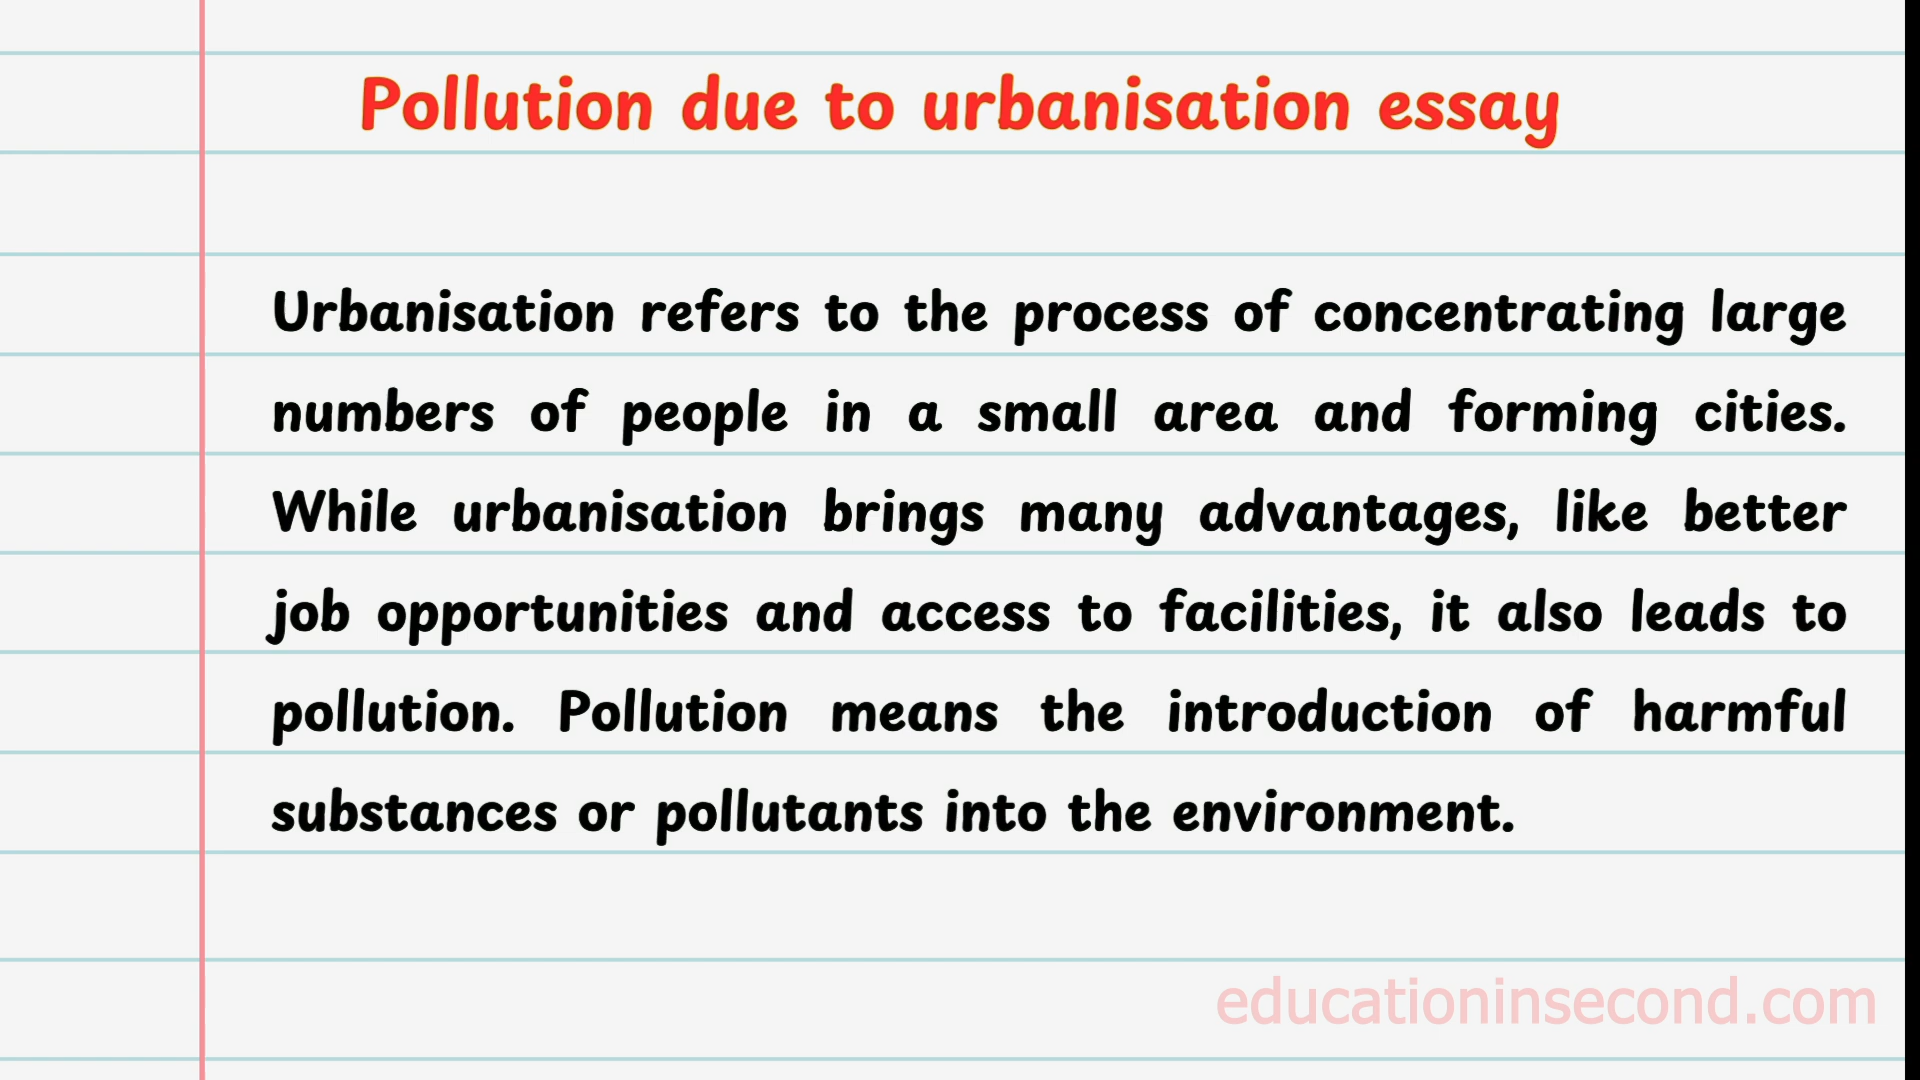 Pollution due to urbanisation essay
Urbanisation refers to the process of concentrating large
numbers of people in a small area and forming cities.
While urbanisation brings many advantages, like better
job opportunities and access to facilities, it also leads to
pollution. Pollution means the introduction of harmful
substances or pollutants into the environment.
educationinsecond.com